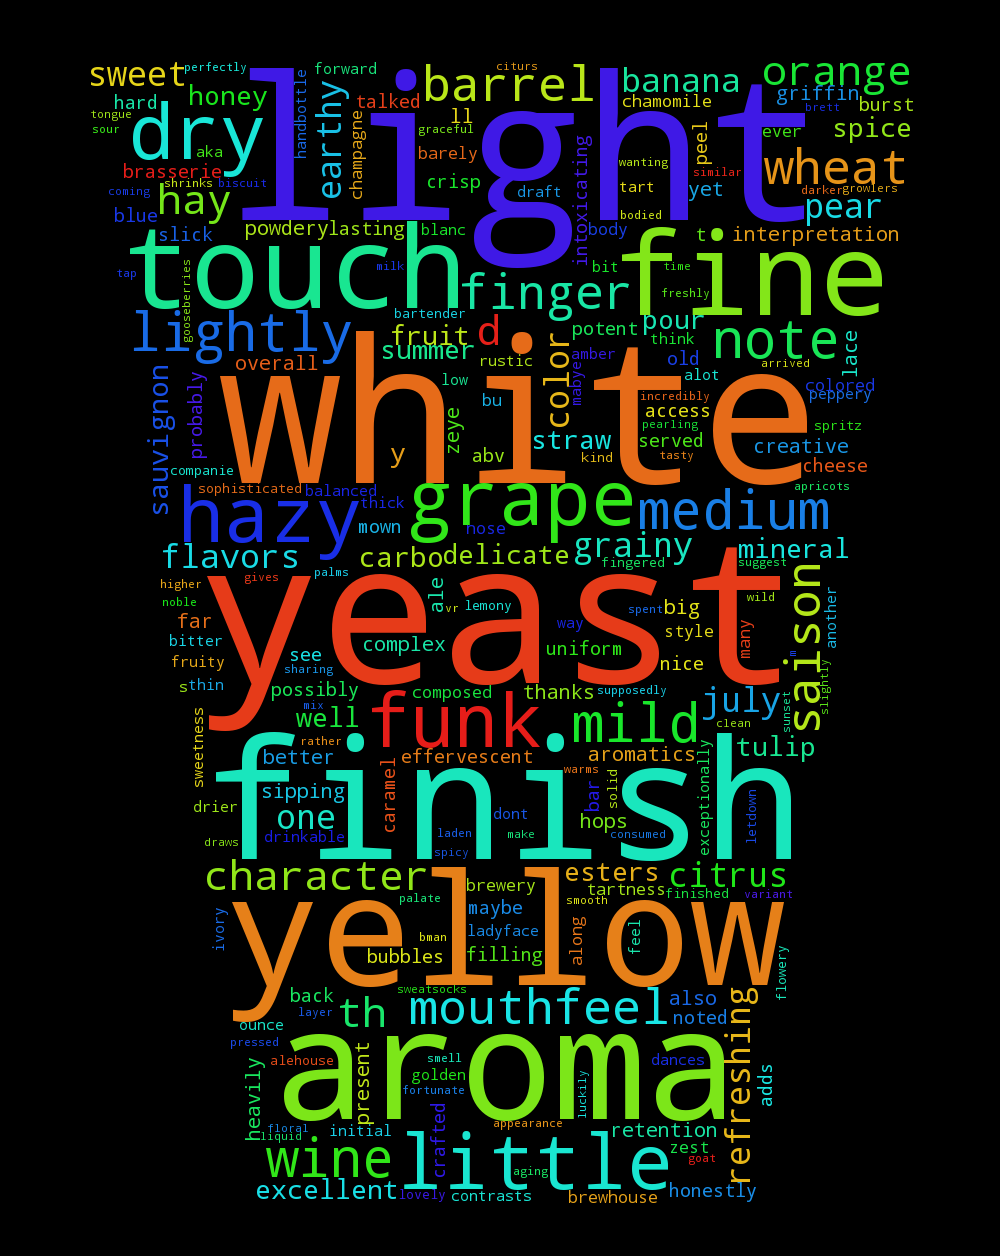 sweet perfectly forward citurs banana orange
tongue hard honey handbottle earthy talked barrel ll chamomile griffin brett burst
sour dry light champagne graceful peel ever spice
aka barely wanting similar wheat
brasserie crisp draft intoxicating tart yet darker growlers
coming shrinks biscuit hay bodied pear
blue slick powdery lasting blanc body t interpretation
tap gooseberries touch milk finger bit time fine
freshly
lightly bartender fruit d potent pour note lace
overall summer rustic color amber think old arrived
sauvignon probably white low mabye alot colored peppery
zeye bu straw incredibly access pearling creative spritz
companie y abv kind served tasty cheese
sophisticated balanced grape apricots
hazy thick mown nose medium
flavors carbo delicate grainy mineral
higher gives palms yeast fingered suggest saison
noble ale vr lemony spent big wild another
far way style many
bitter see complex uniform m
fruity sharing nice slightly
s thin possibly composed thanks supposedly july
sweetness mix well funk mild clean sunset
rather tulip
better effervescent aromatics
drier sipping caramel finish warms bar solid exceptionally letdown
one dont hops
draws drinkable laden make consumed
spicy
character brewery esters citrus
palate tartness finished variant
ivory yellow maybe smooth
bman ladyface along feel flowery
bubbles filling
back sweatsocks mouthfeel also
ounce layer th noted refreshing
pressed aroma
alehouse present smell dances adds
heavily golden luckily
fortunate
floral liquid initial crafted appearance retention
wine little zest
aging goat
excellent lovely contrasts brewhouse honestly